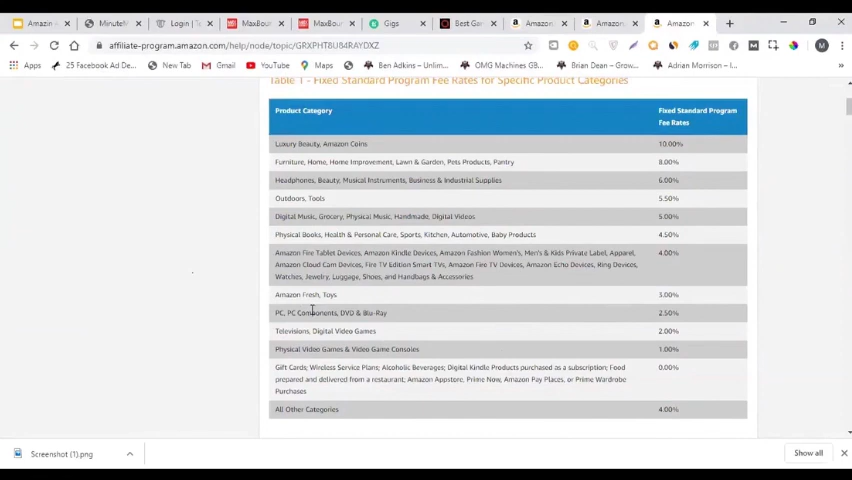 Amazin A
MinuteM
Login | Te
MaxBoun
MaxBoun
Gigs
Best Gam
Amazon
Amazon
Amazon
affiliate-program.amazon.com/help/node/topic/GRXPHT8U84RAYDXZ
M
Apps
25 Facebook Ad De...
New Tab
Gmail
YouTube
Maps
Ben Adkins – Unlim...
OMG Machines G9...
Brian Dean – Grow...
Adrian Morrison – I...
Table 1 - Fixed Standard Program Fee Rates for Specific Product Categories
Product Category
Fixed Standard Program
Fee Rates
Luxury Beauty, Amazon Coins 10.00%
Furniture, Home, Home Improvement, Lawn & Garden, Pets Products, Pantry 8.00%
Headphones, Beauty, Musical Instruments, Business & Industrial Supplies 6.00%
Outdoors, Tools 5.50%
Digital Music, Grocery, Physical Music, Handmade, Digital Videos 5.00%
Physical Books, Health & Personal Care, Sports, Kitchen, Automotive, Baby Products 4.50%
Amazon Fire Tablet Devices, Amazon Kindle Devices, Amazon Fashion Women's, Men's & Kids Private Label, Apparel, 4.00%
Amazon Cloud Cam Devices, Fire TV Edition Smart TVs, Amazon Fire TV Devices, Amazon Echo Devices, Ring Devices,
Watches, Jewelry, Luggage, Shoes, and Handbags & Accessories
Amazon Fresh, Toys 3.00%
PC, PC Components, DVD & Blu-Ray 2.50%
Televisions, Digital Video Games 2.00%
Physical Video Games & Video Game Consoles 1.00%
Gift Cards; Wireless Service Plans; Alcoholic Beverages; Digital Kindle Products purchased as a subscription; Food 0.00%
prepared and delivered from a restaurant; Amazon Appstore, Prime Now, Amazon Pay Places, or Prime Wardrobe
Purchases
All Other Categories 4.00%
Screenshot (1).png
Show all